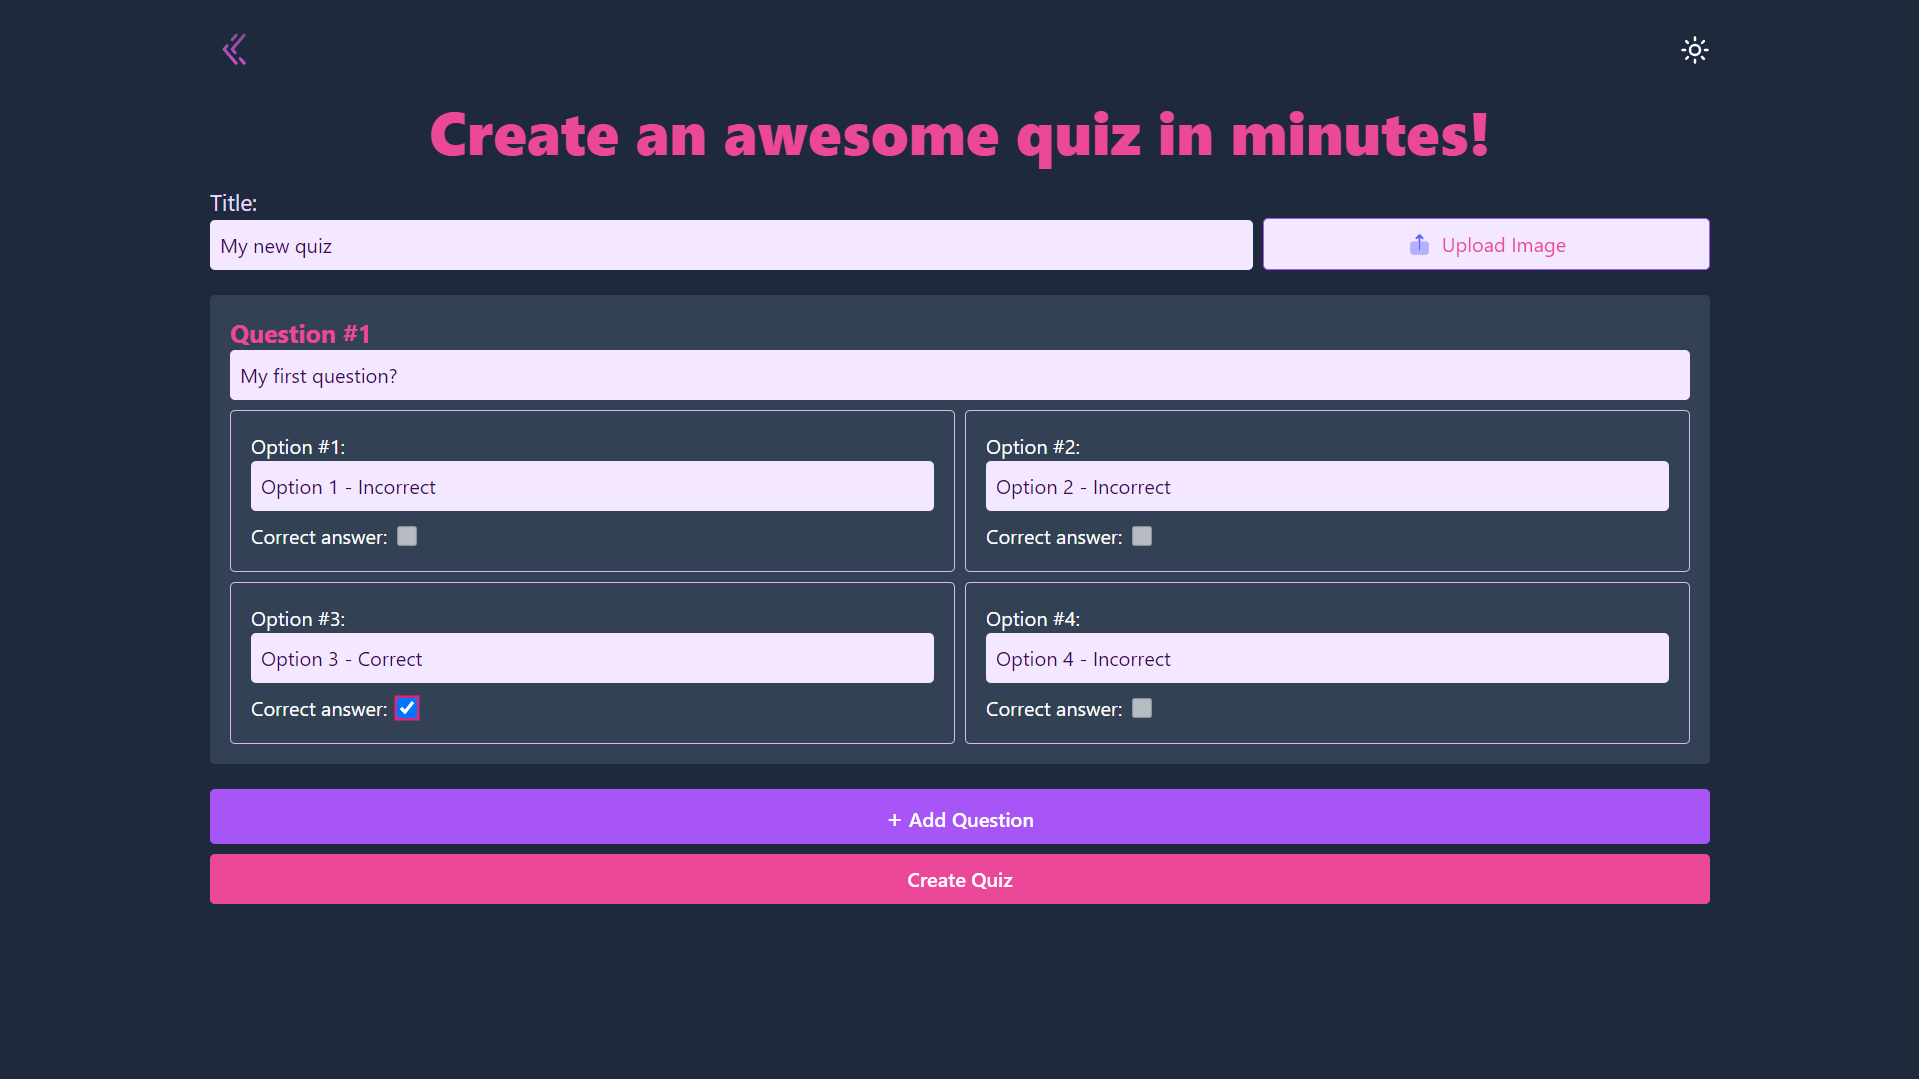 Create an awesome quiz in minutes!
Title:
My new quiz
Upload Image
Question #1
My first question?
Option #1:
Option 1 - Incorrect
Correct answer:
Option #2:
Option 2 - Incorrect
Correct answer:
Option #3:
Option 3 - Correct
Correct answer:
Option #4:
Option 4 - Incorrect
Correct answer:
+ Add Question
Create Quiz